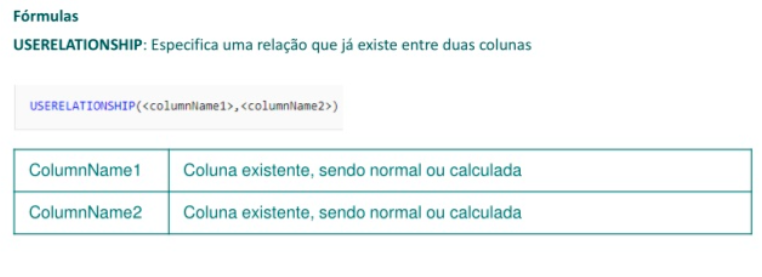 Fórmulas
USERELATIONSHIP: Especifica uma relação que já existe entre duas colunas
USERELATIONSHIP(<columnName1>,<columnName2>)
ColumnName1 Coluna existente, sendo normal ou calculada
ColumnName2 Coluna existente, sendo normal ou calculada